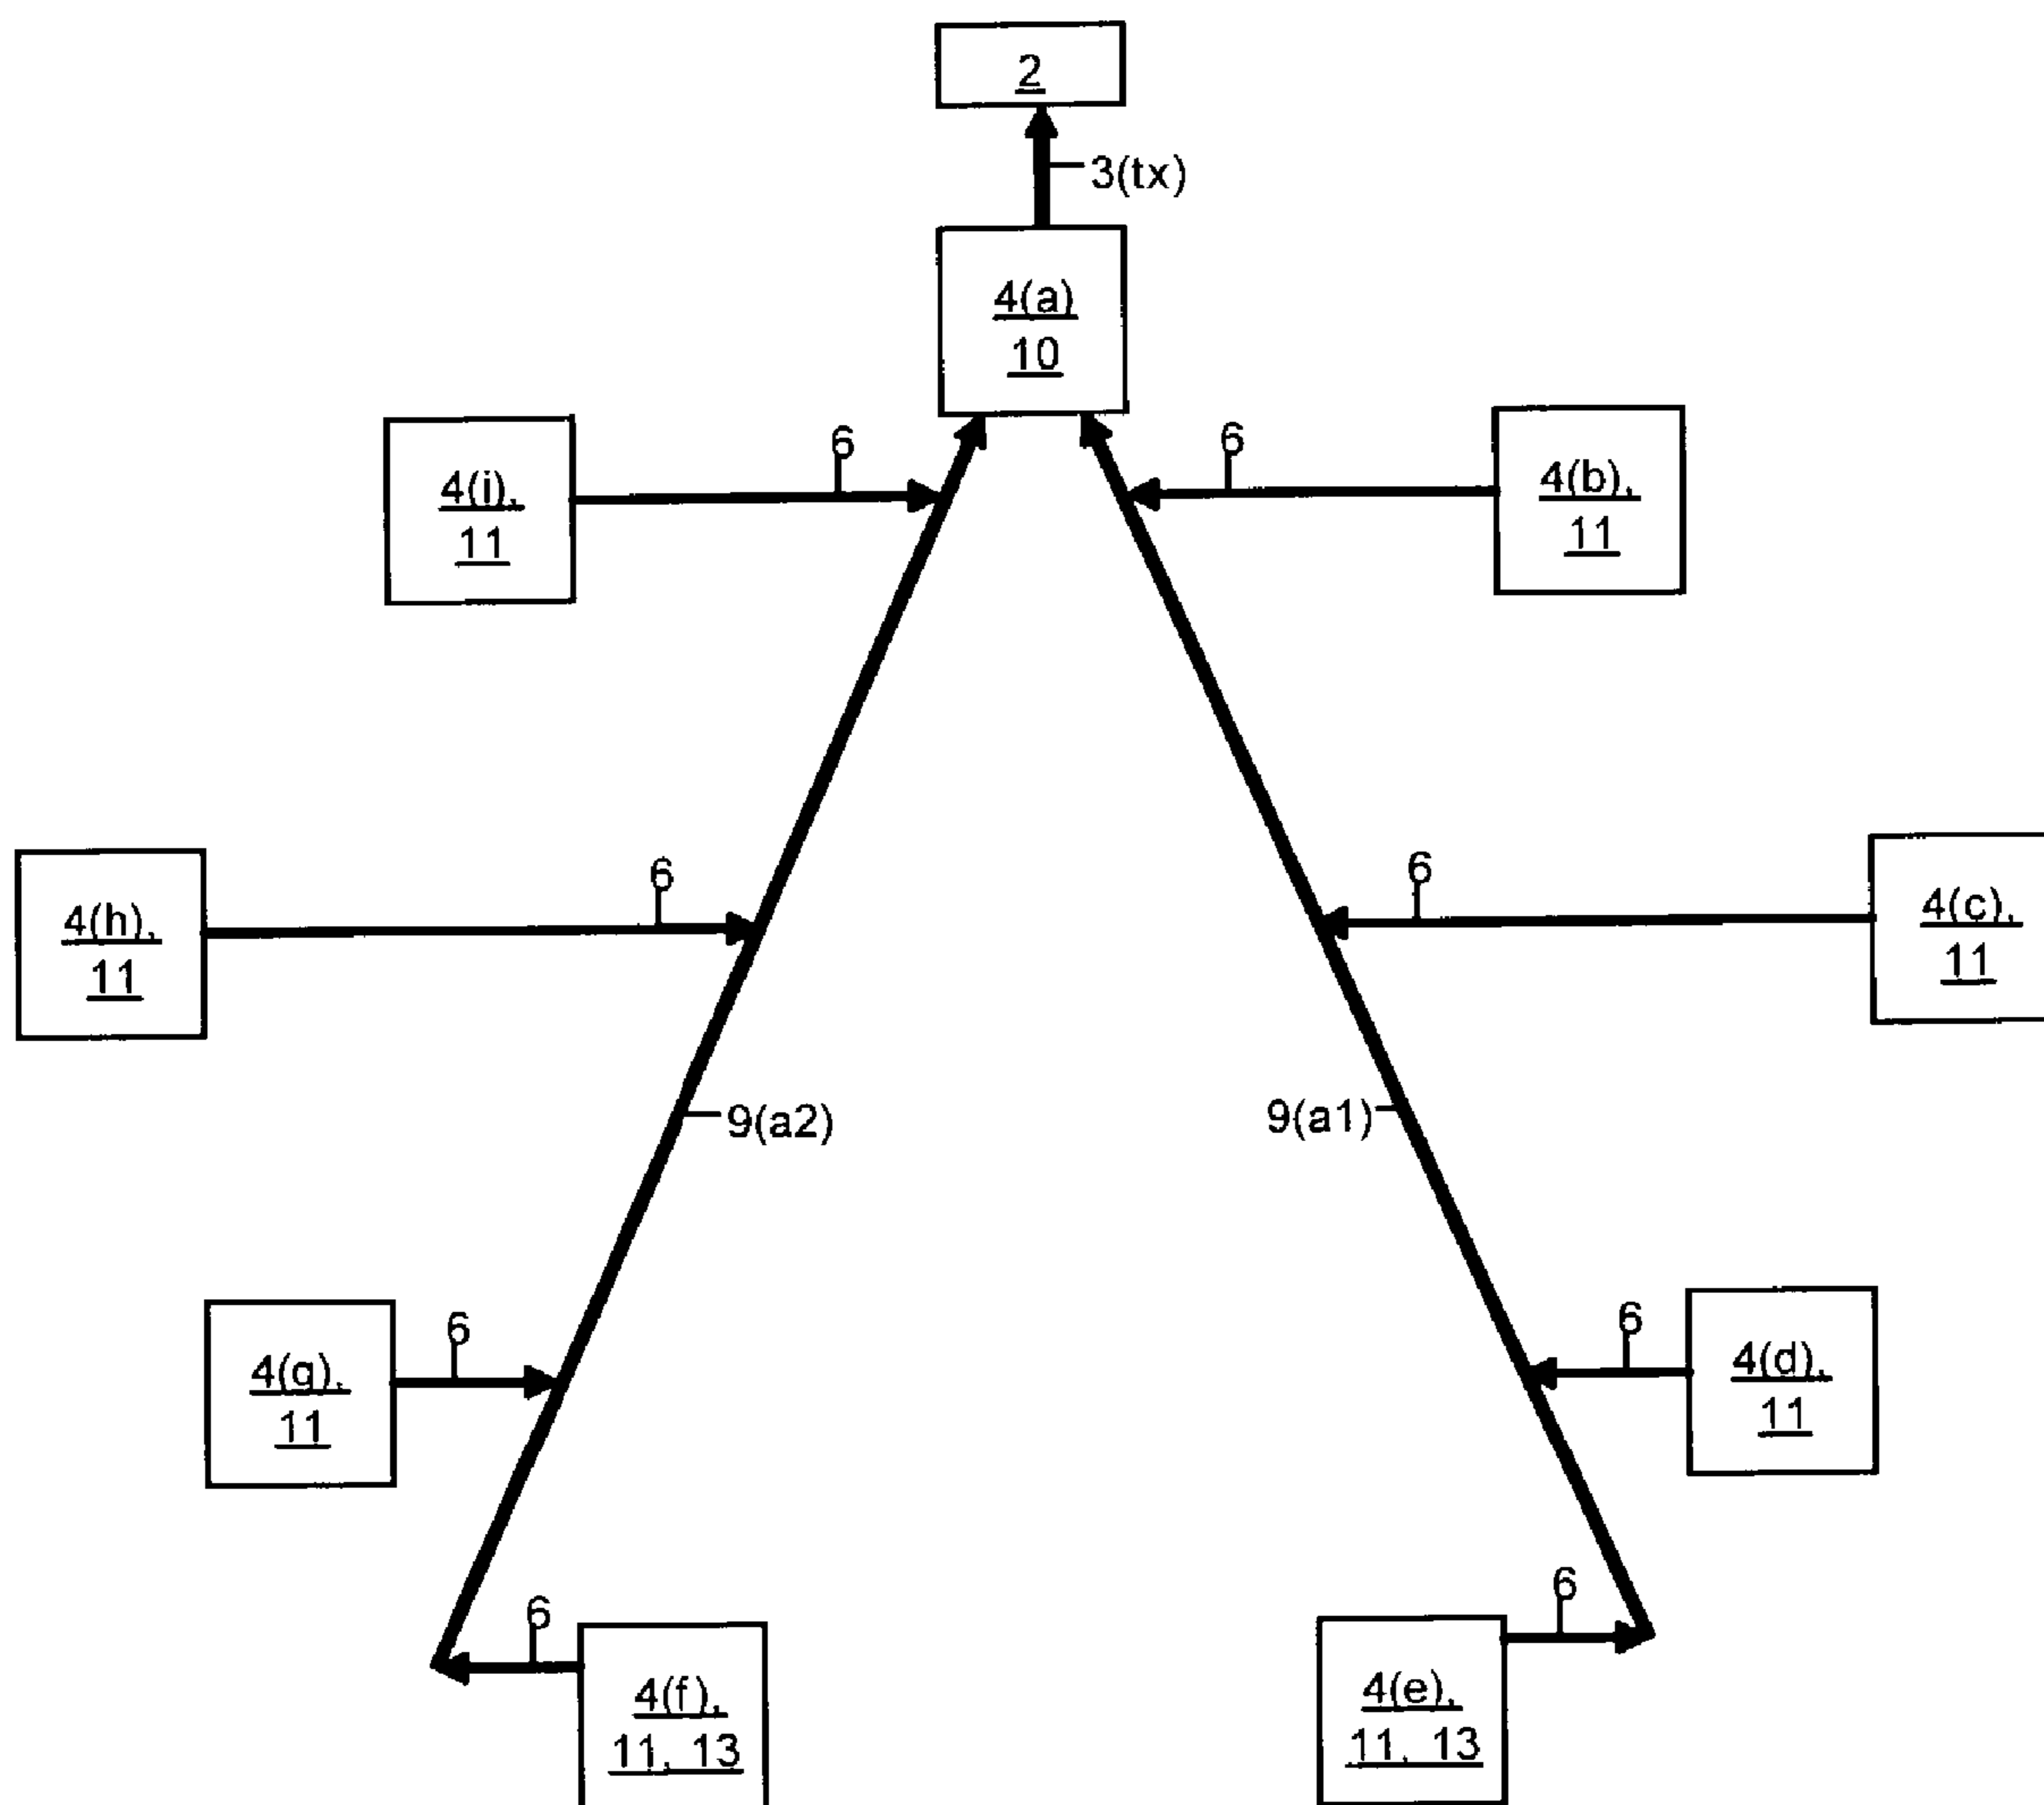 2
3(tx)
4(a)
10
6
6
4(i),
11
4(b),
11
6
6
4(h),
11
4(c),
11
9(a2)
9(a1)
6
6
4(g),
11
4(d),
11
6
6
4(f),
11, 13
4(e),
11, 13